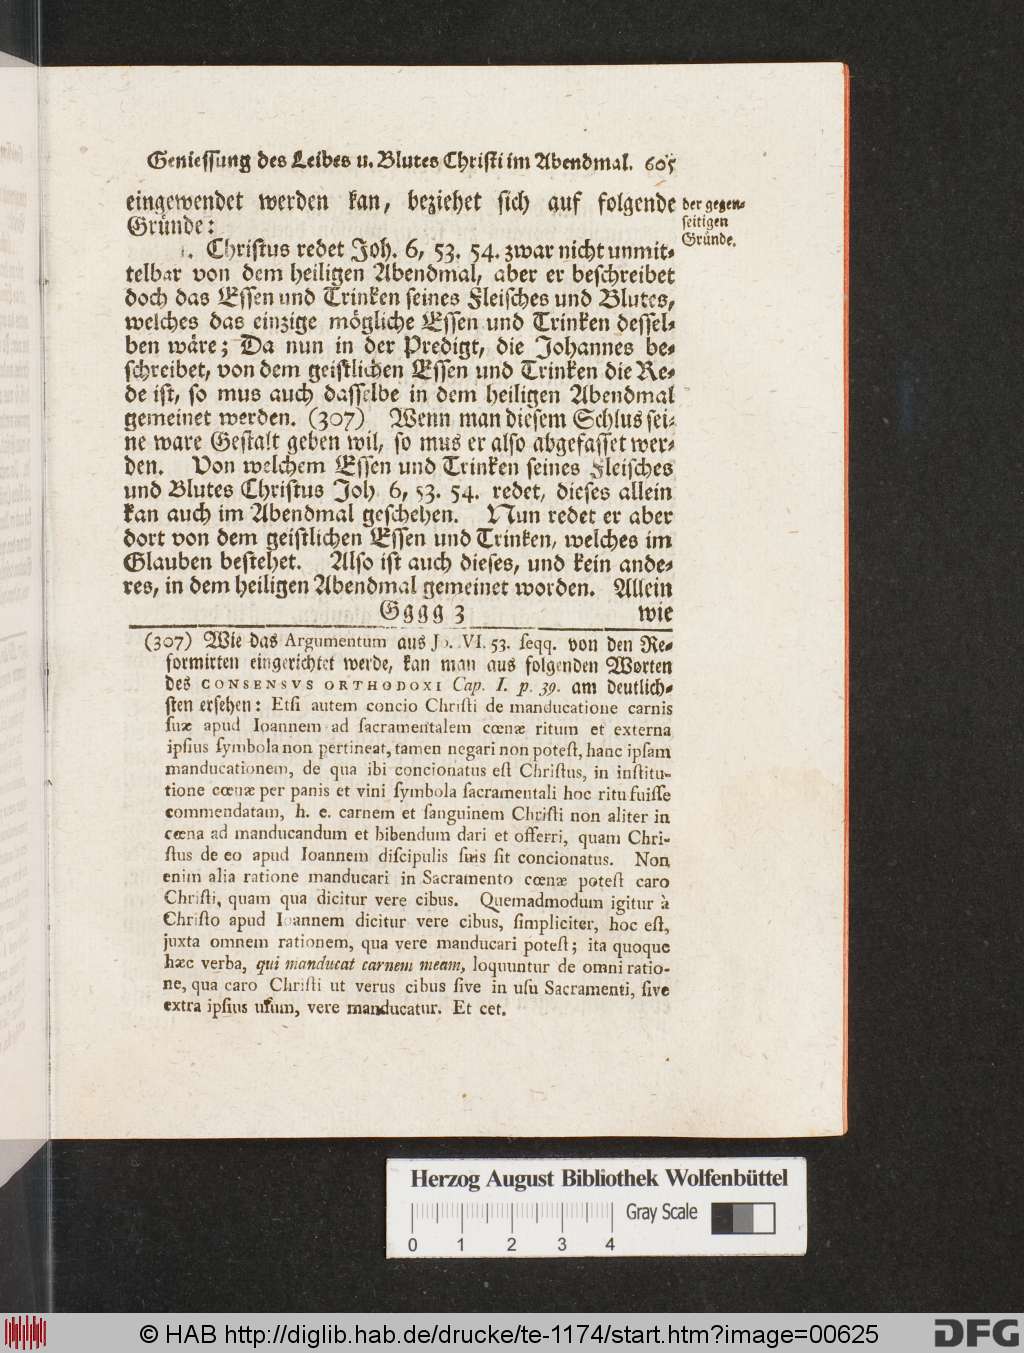 Geniessung des Leibes u. Blutes Christi im Abendmal. 605
eingewendet werden kan, beziehet sich auf folgende
Gründe:
der gegen-
seitigen
Gründe.
1. Christus redet Joh. 6, 53. 54. zwar nicht unmit-
telbar von dem heiligen Abendmal, aber er beschreibet
doch das Essen und Trinken seines Fleisches und Blutes,
welches das einzige mögliche Essen und Trinken dessel-
ben wäre; Da nun in der Predigt, die Johannes be-
schreibet, von dem geistlichen Essen und Trinken die Re-
de ist, so mus auch dasselbe in dem heiligen Abendmal
gemeinet werden. (307) Wenn man diesem Schlus sei-
ne ware Gestalt geben wil, so mus er also abgefasset wer-
den. Von welchem Essen und Trinken seines Fleisches
und Blutes Christus Joh 6, 53. 54. redet, dieses allein
kan auch im Abendmal geschehen. Nun redet er aber
dort von dem geistlichen Essen und Trinken, welches im
Glauben bestehet. Also ist auch dieses, und kein ande-
res, in dem heiligen Abendmal gemeinet worden. Allein
Gggg 3 wie
(307) Wie das Argumentum aus Jo. VI. 53. ſeqq. von den Re-
formirten eingerichtet werde, kan man aus folgenden Worten
des CONSENSVS ORTHODOXI Cap. I. p. 39. am deutlich-
sten ersehen: Etſi autem concio Chriſti de manducatione carnis
ſuæ apud Ioannem ad ſacramentalem cœnæ ritum et externa
ipſius ſymbola non pertineat, tamen negari non poteſt, hanc ipſam
manducationem, de qua ibi concionatus eſt Chriſtus, in inſtitu-
tione cœnæ per panis et vini ſymbola ſacramentali hoc ritu fuiſſe
commendatam, h. e. carnem et ſanguinem Chriſti non aliter in
cœna ad manducandum et bibendum dari et offerri, quam Chri-
ſtus de eo apud Ioannem diſcipulis ſuis ſit concionatus. Non
enim alia ratione manducari in Sacramento cœnæ poteſt caro
Chriſti, quam qua dicitur vere cibus. Quemadmodum igitur à
Chriſto apud Ioannem dicitur vere cibus, ſimpliciter, hoc eſt,
juxta omnem rationem, qua vere manducari poteſt; ita quoque
hæc verba, qui manducat carnem meam, loquuntur de omni ratio-
ne, qua caro Chriſti ut verus cibus ſive in uſu Sacramenti, ſive
extra ipſius uſum, vere manducatur. Et cet.
Herzog August Bibliothek Wolfenbüttel
Gray Scale
0 1 2 3 4
© HAB http://diglib.hab.de/drucke/te-1174/start.htm?image=00625
DFG